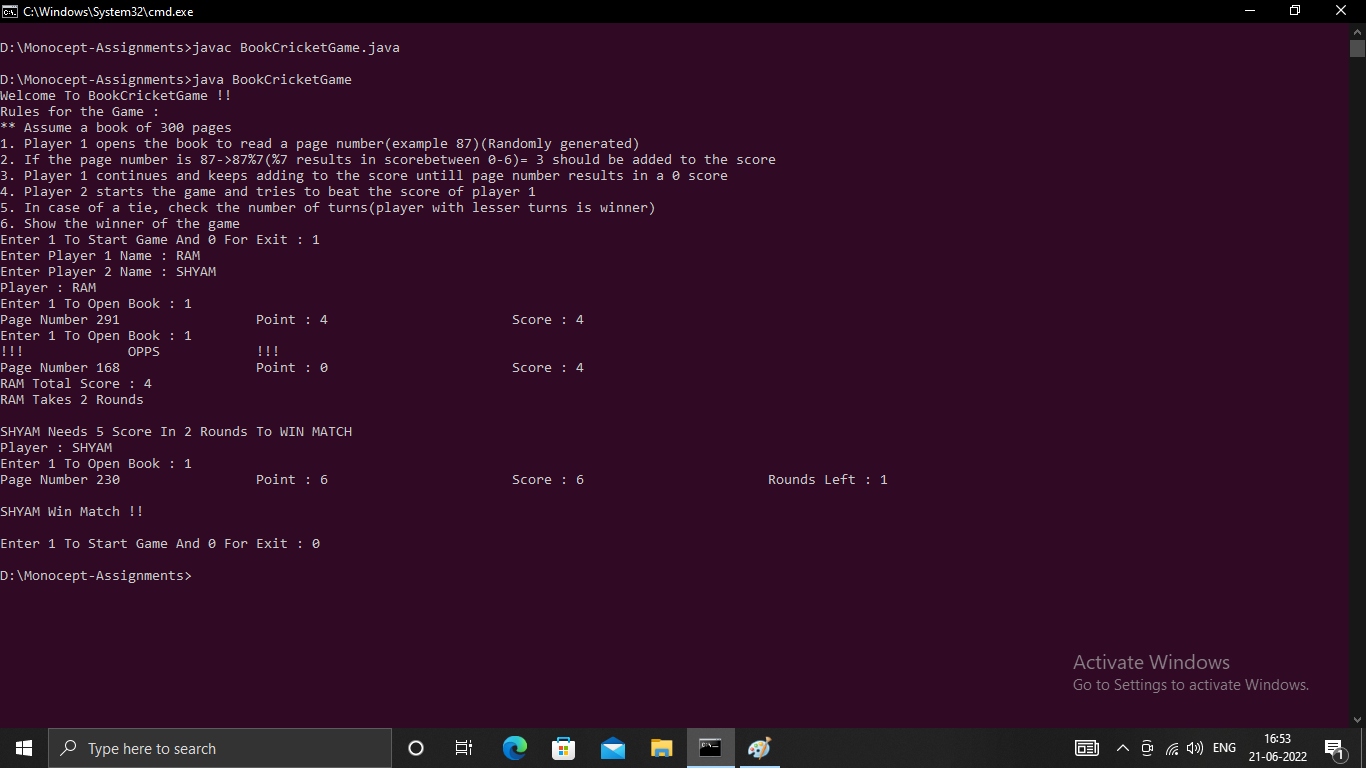 C:\Windows\System32\cmd.exe
D:\Monocept-Assignments>javac BookCricketGame.java
D:\Monocept-Assignments>java BookCricketGame
Welcome To BookCricketGame !!
Rules for the Game :
** Assume a book of 300 pages
1. Player 1 opens the book to read a page number(example 87)(Randomly generated)
2. If the page number is 87->87%7(%7 results in scorebetween 0-6)= 3 should be added to the score
3. Player 1 continues and keeps adding to the score untill page number results in a 0 score
4. Player 2 starts the game and tries to beat the score of player 1
5. In case of a tie, check the number of turns(player with lesser turns is winner)
6. Show the winner of the game
Enter 1 To Start Game And 0 For Exit : 1
Enter Player 1 Name : RAM
Enter Player 2 Name : SHYAM
Player : RAM
Enter 1 To Open Book : 1
Page Number 291 Point : 4 Score : 4
Enter 1 To Open Book : 1
!!! OPPS !!!
Page Number 168 Point : 0 Score : 4
RAM Total Score : 4
RAM Takes 2 Rounds
SHYAM Needs 5 Score In 2 Rounds To WIN MATCH
Player : SHYAM
Enter 1 To Open Book : 1
Page Number 230 Point : 6 Score : 6 Rounds Left : 1
SHYAM Win Match !!
Enter 1 To Start Game And 0 For Exit : 0
D:\Monocept-Assignments>
Activate Windows
Go to Settings to activate Windows.
Type here to search
ENG
16:53
21-06-2022
1